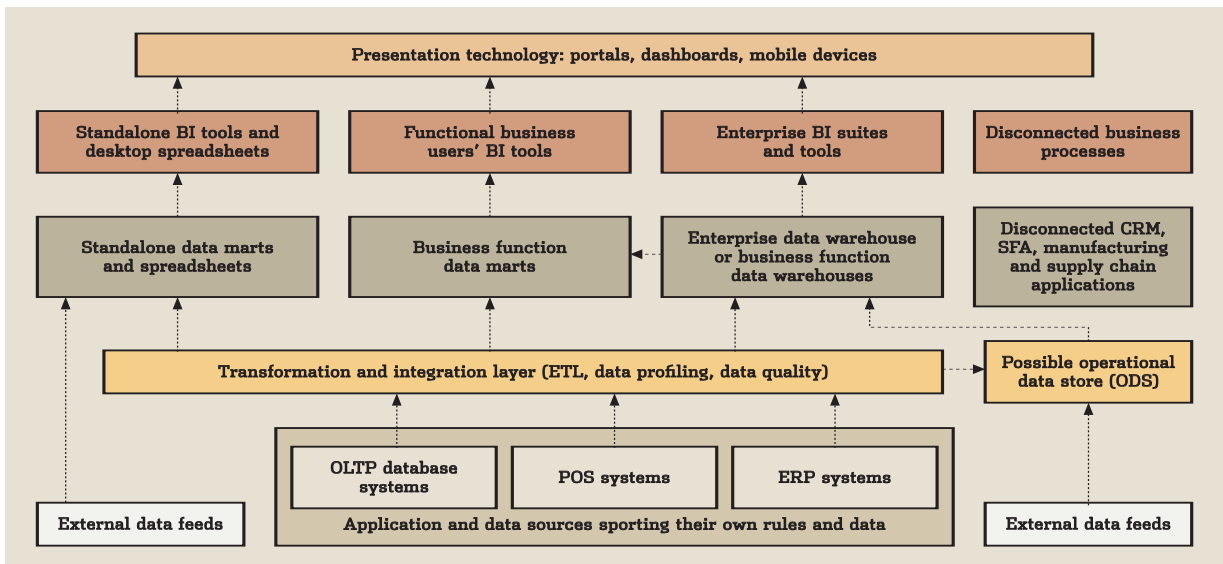 Presentation technology: portals, dashboards, mobile devices
Standalone BI tools and
desktop spreadsheets
Functional business
users’ BI tools
Enterprise BI suites
and tools
Disconnected business
processes
Standalone data marts
and spreadsheets
Business function
data marts
Enterprise data warehouse
or business function
data warehouses
Disconnected CRM,
SFA, manufacturing
and supply chain
applications
Transformation and integration layer (ETL, data profiling, data quality)
Possible operational
data store (ODS)
OLTP database
systems
POS systems
ERP systems
Application and data sources sporting their own rules and data
External data feeds
External data feeds